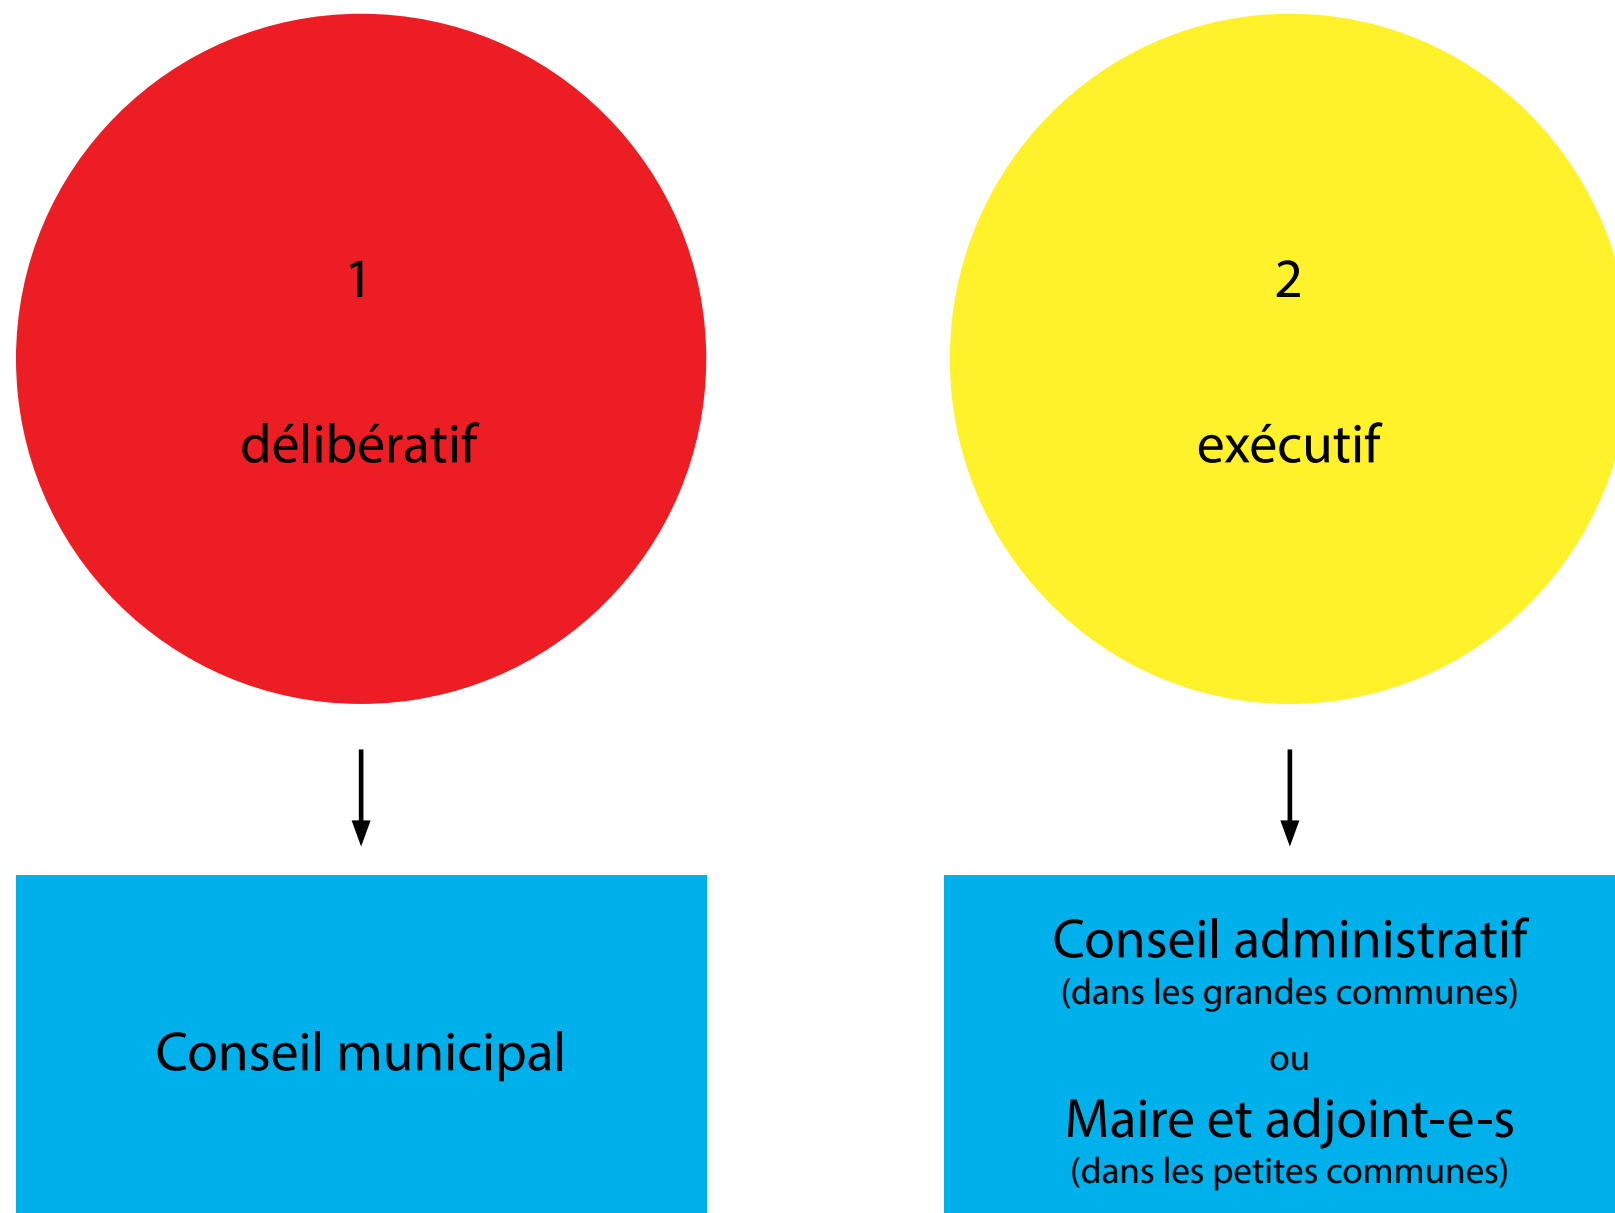 1
délibératif
Conseil municipal
2
exécutif
Conseil administratif
(dans les grandes communes)
ou
Maire et adjoint-e-s
(dans les petites communes)